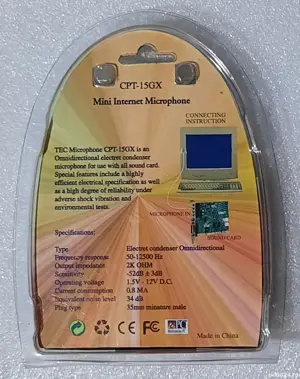 CPT-15GX
Mini Internet Microphone
CONNECTING
INSTRUCTION
TEC Microphone CPT-15GX is an
Omnidirectional electret condenser
microphone for use with all sound card.
Special features include a highly
efficient electrical specification as well
as a high degree of reliability under
adverse shock vibration and
environmental tests.
MICROPHONE IN
SOUND CARD
Specifications:
Type Electret condenser Omnidirectional
Frequency response 50-12500 Hz
Output impedance 2K OHM
Sensitivity -52dB ± 3dB
Operating voltage 1.5V - 12V D.C.
Current consumption 0.8 MA
Equivalent noise level 34 dB
Plug type 35mm minature male
CE FC
Made in China